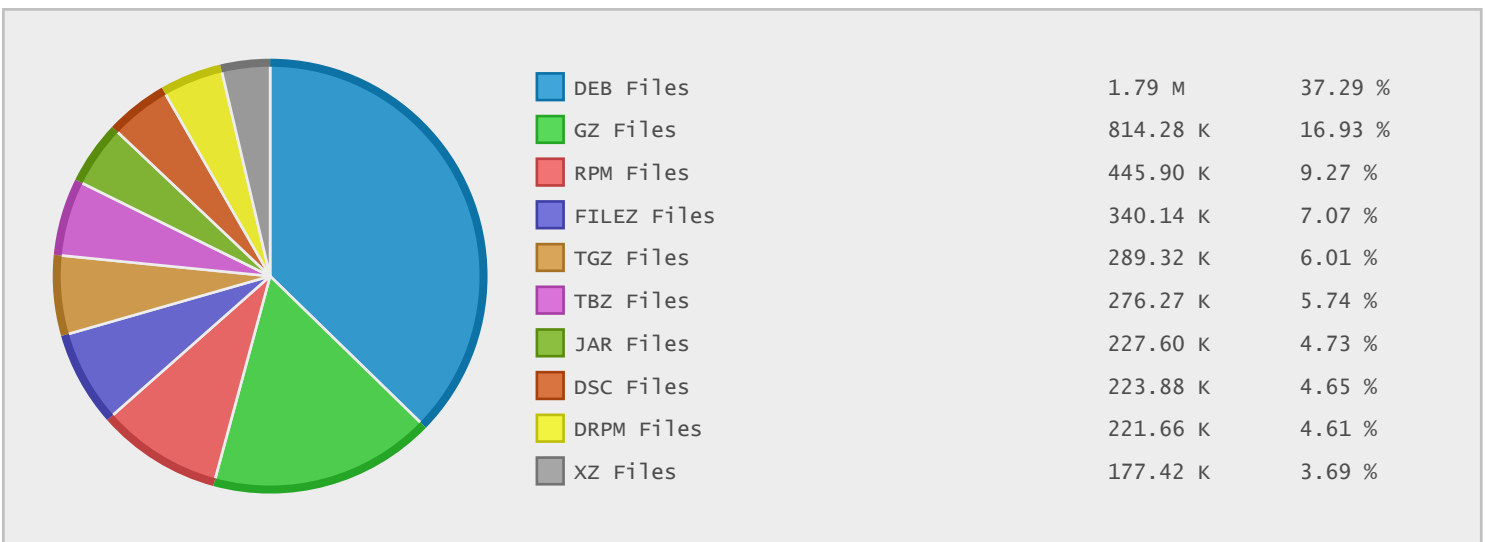 DEB Files 1.79 M 37.29 %
GZ Files 814.28 K 16.93 %
RPM Files 445.90 K 9.27 %
FILEZ Files 340.14 K 7.07 %
TGZ Files 289.32 K 6.01 %
TBZ Files 276.27 K 5.74 %
JAR Files 227.60 K 4.73 %
DSC Files 223.88 K 4.65 %
DRPM Files 221.66 K 4.61 %
XZ Files 177.42 K 3.69 %